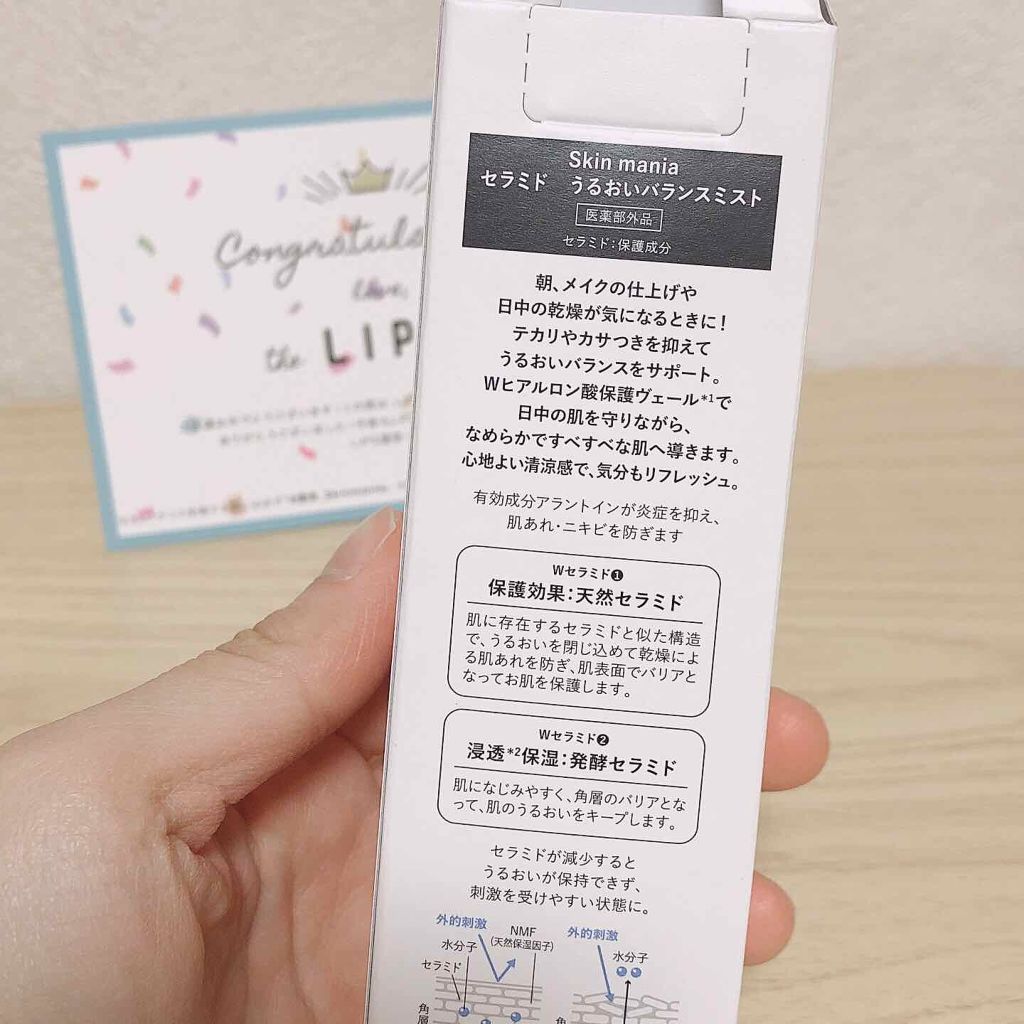 Congratul
the LIP
Skin mania
セラミド うるおいバランスミスト
医薬部外品
セラミド:保護成分
朝、メイクの仕上げや
日中の乾燥が気になるときに!
テカリやカサつきを抑えて
うるおいバランスをサポート。
Wヒアルロン酸保護ヴェール*1で
日中の肌を守りながら、
なめらかですべすべな肌へ導きます。
心地よい清涼感で、気分もリフレッシュ。
有効成分アラントインが炎症を抑え、
肌あれ・ニキビを防ぎます
Wセラミド❶
保護効果:天然セラミド
肌に存在するセラミドと似た構造
で、うるおいを閉じ込めて乾燥によ
る肌あれを防ぎ、肌表面でバリアと
なってお肌を保護します。
Wセラミド❷
浸透*2保湿:発酵セラミド
肌になじみやすく、角層のバリアとな
って、肌のうるおいをキープします。
セラミドが減少すると
うるおいが保持できず、
刺激を受けやすい状態に。
外的刺激
NMF
(天然保湿因子)
水分子
セラミド
角層
外的刺激
水分子
角